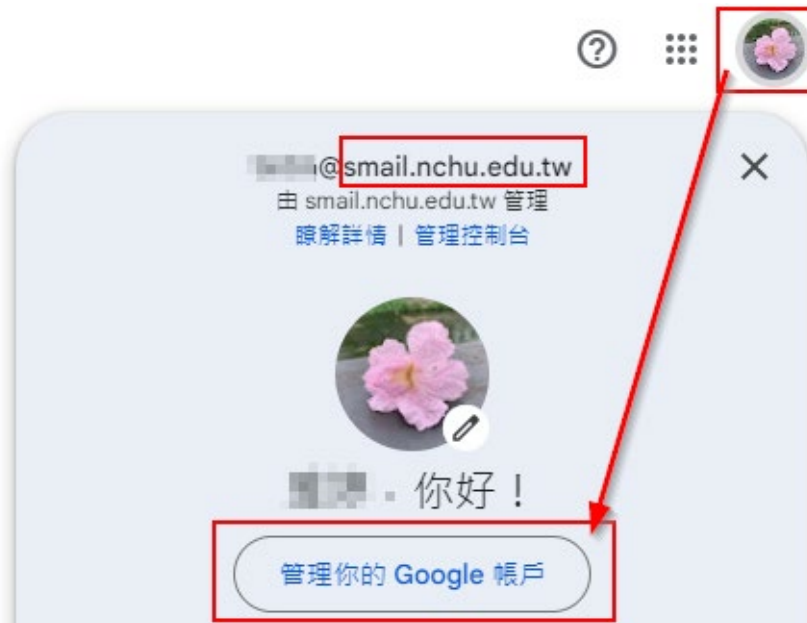 @smail.nchu.edu.tw
由 smail.nchu.edu.tw 管理
瞭解詳情 | 管理控制台
你好！
管理你的 Google 帳戶